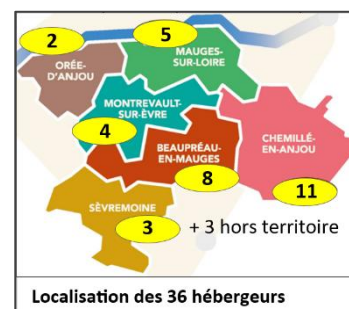 2
5
ORÉE-
D'ANJOU
MAUGES-
SUR-LOIRE
MONTREVAULT-
SUR-ÈVRE
4
BEAUPRÉAU-
EN-MAUGES
CHEMILLÉ-
EN-ANJOU
8
11
SÈVREMOINE
3 + 3 hors territoire
Localisation des 36 hébergeurs